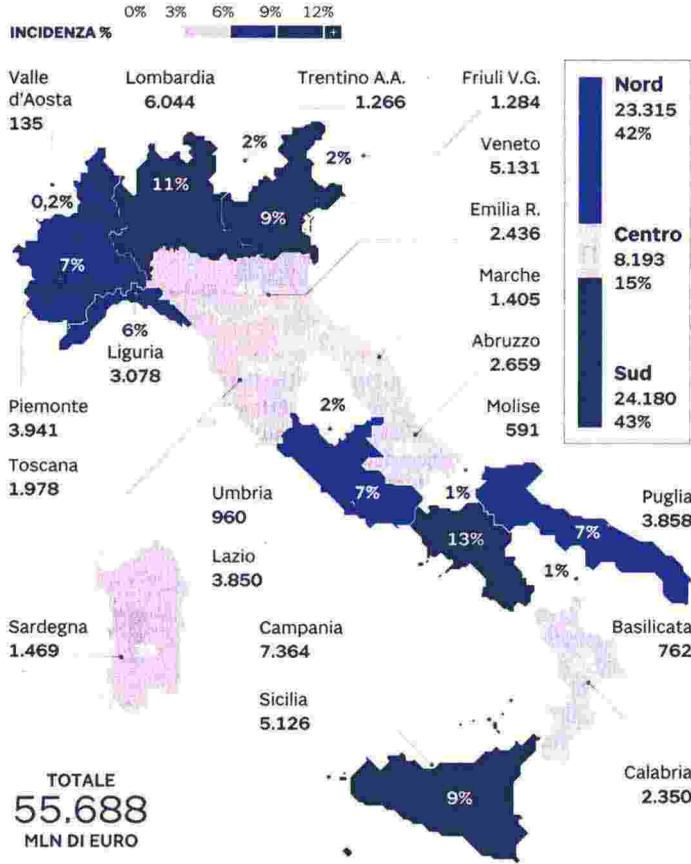 0% 3% 6% 9% 12%
INCIDENZA % +
Valle d'Aosta
135
Lombardia
6.044
Trentino A.A.
1.266
Friuli V.G.
1.284
Veneto
5.131
Emilia R.
2.436
Marche
1.405
Abruzzo
2.659
Molise
591
Nord
23.315
42%
Centro
8.193
15%
Sud
24.180
43%
2%
2%
11%
0,2%
9%
7%
6%
Liguria
3.078
Piemonte
3.941
2%
Toscana
1.978
Umbria
960
7%
1%
Puglia
3.858
7%
13%
Lazio
3.850
1%
Sardegna
1.469
Campania
7.364
Basilicata
762
Sicilia
5.126
Calabria
2.350
9%
TOTALE
55.688
MLN DI EURO